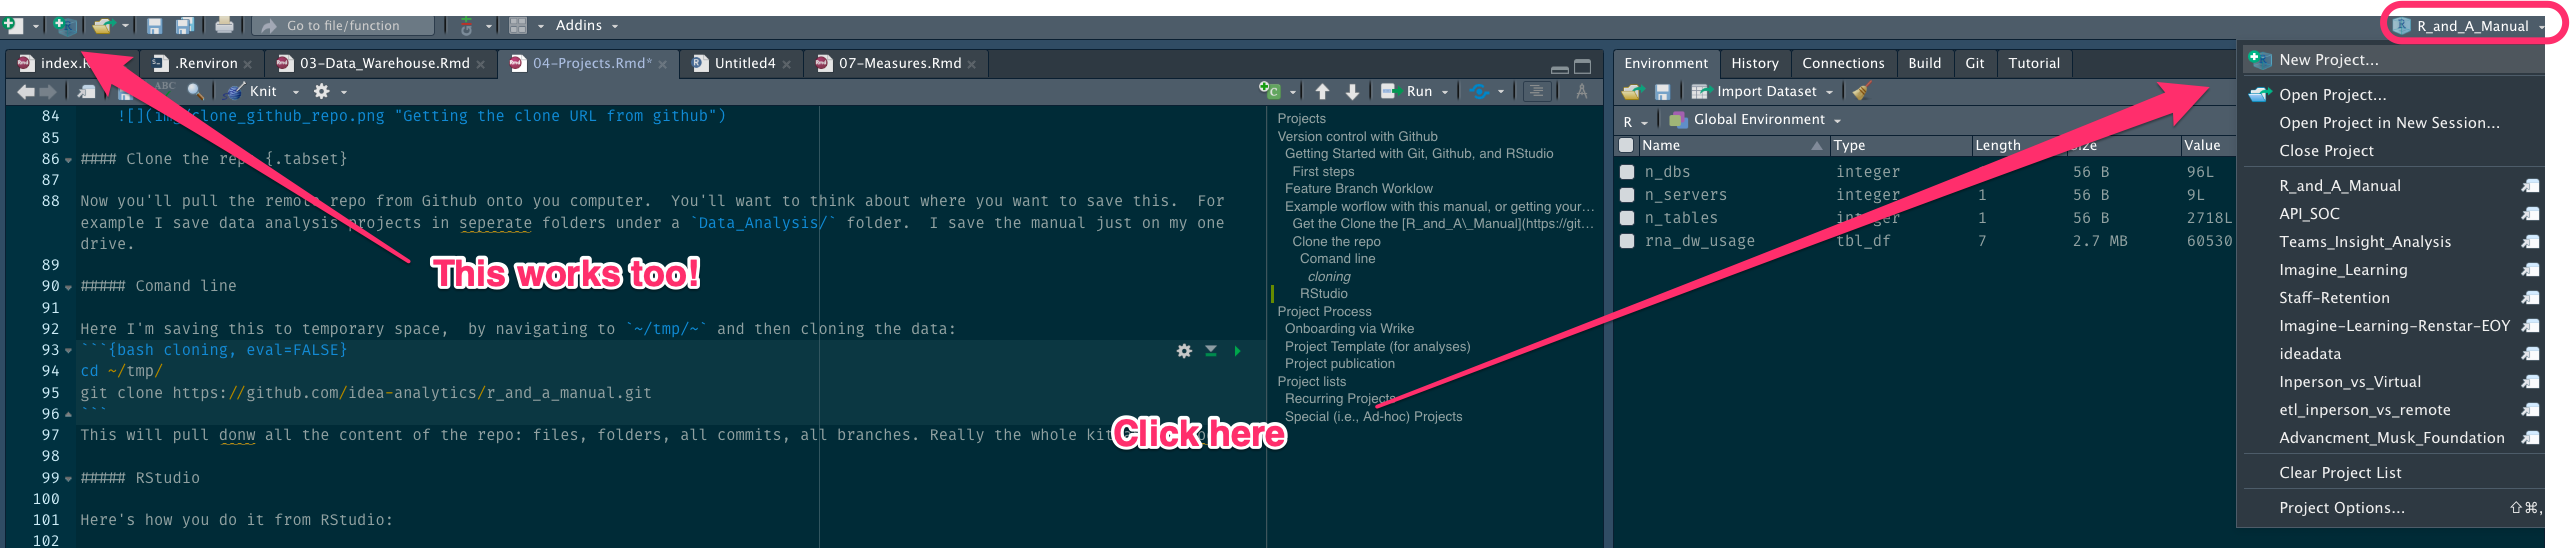 Go to file/function
Addins
R_and_A_Manual
index.R
.Renviron
03-Data_Warehouse.Rmd
04-Projects.Rmd*
Untitled4
07-Measures.Rmd
ABC
Knit
Run
84 ![](img/clone_github_repo.png "Getting the clone URL from github")
85
86 #### Clone the repo {.tabset}
87
88 Now you'll pull the remote repo from Github onto you computer.  You'll want to think about where you want to save this.  For
example I save data analysis projects in seperate folders under a `Data_Analysis/` folder.  I save the manual just on my one
drive.
89
90 ##### Comand line
91
92 Here I'm saving this to temporary space,  by navigating to `~/tmp/~` and then cloning the data:
93 ```{bash cloning, eval=FALSE}
94 cd ~/tmp/
95 git clone https://github.com/idea-analytics/r_and_a_manual.git
96 ```
97 This will pull donw all the content of the repo: files, folders, all commits, all branches. Really the whole
98
99 ##### RStudio
100
101 Here's how you do it from RStudio:
102
This works too!
Click here
Projects
Version control with Github
Getting Started with Git, Github, and RStudio
First steps
Feature Branch Worklow
Example worflow with this manual, or getting your...
Get the Clone the [R_and_A\_Manual](https://git...
Clone the repo
Comand line
cloning
RStudio
Project Process
Onboarding via Wrike
Project Template (for analyses)
Project publication
Project lists
Recurring Projects
Special (i.e., Ad-hoc) Projects
Environment
History
Connections
Build
Git
Tutorial
Import Dataset
R
Global Environment
Name Type Length Size Value
n_dbs integer 56 B 96L
n_servers integer 1 56 B 9L
n_tables integer 1 56 B 2718L
rna_dw_usage tbl_df 7 2.7 MB 60530
New Project...
Open Project...
Open Project in New Session...
Close Project
R_and_A_Manual
API_SOC
Teams_Insight_Analysis
Imagine_Learning
Staff-Retention
Imagine-Learning-Renstar-EOY
ideadata
Inperson_vs_Virtual
etl_inperson_vs_remote
Advancment_Musk_Foundation
Clear Project List
Project Options... ⇧⌘,